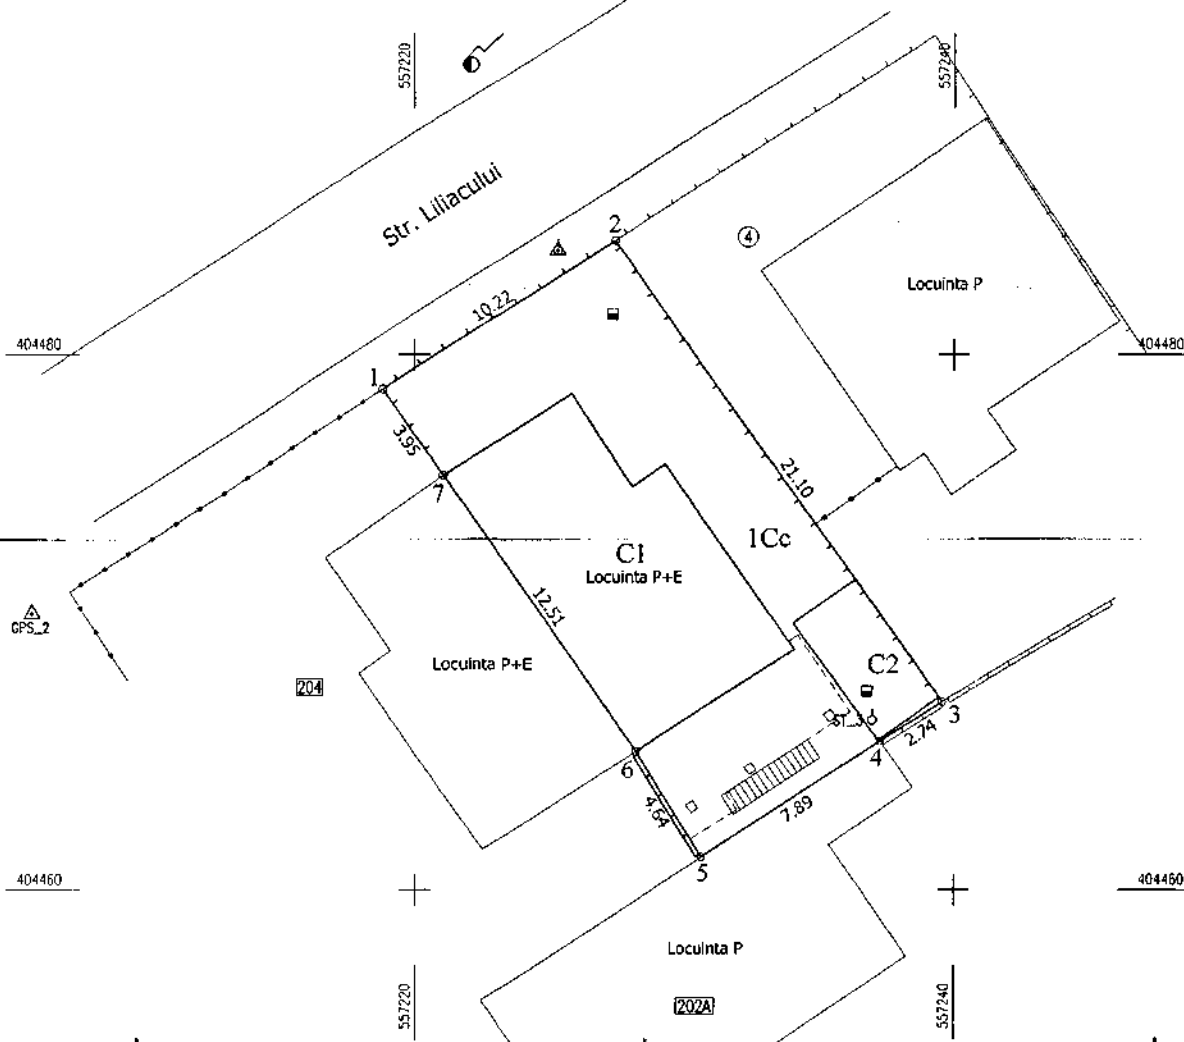 557220
557240
Str. Liliacului
2
4
Locuinta P
10.22
404480
404480
1
3.95
7
21.10
1Cc
C1
Locuinta P+E
12.51
GPS_2
Locuinta P+E
204
C2
ST_3
3
2.74
4
6
4.64
7.89
5
404460
404460
Locuinta P
557220
557240
202A